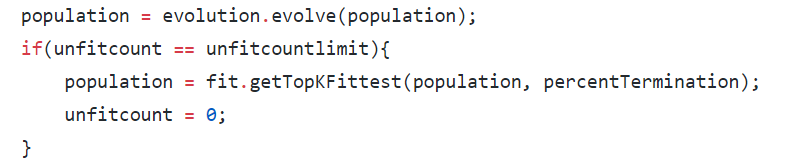 population = evolution.evolve(population);
if(unfitcount == unfitcountlimit){
    population = fit.getTopKFittest(population, percentTermination);
    unfitcount = 0;
}